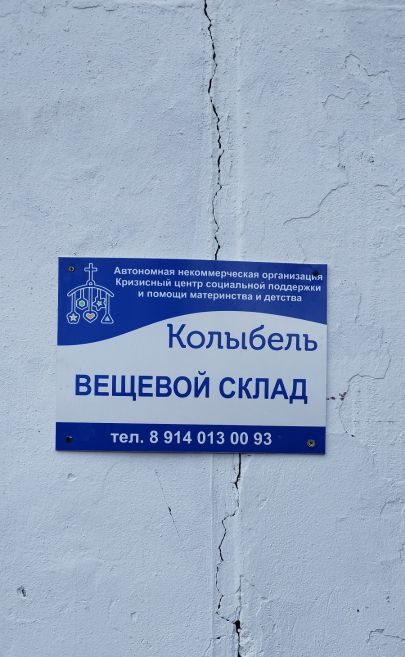 Автономная некоммерческая организация
Кризисный центр социальной поддержки
и помощи материнства и детства
Колыбель
ВЕЩЕВОЙ СКЛАД
тел. 8 914 013 00 93